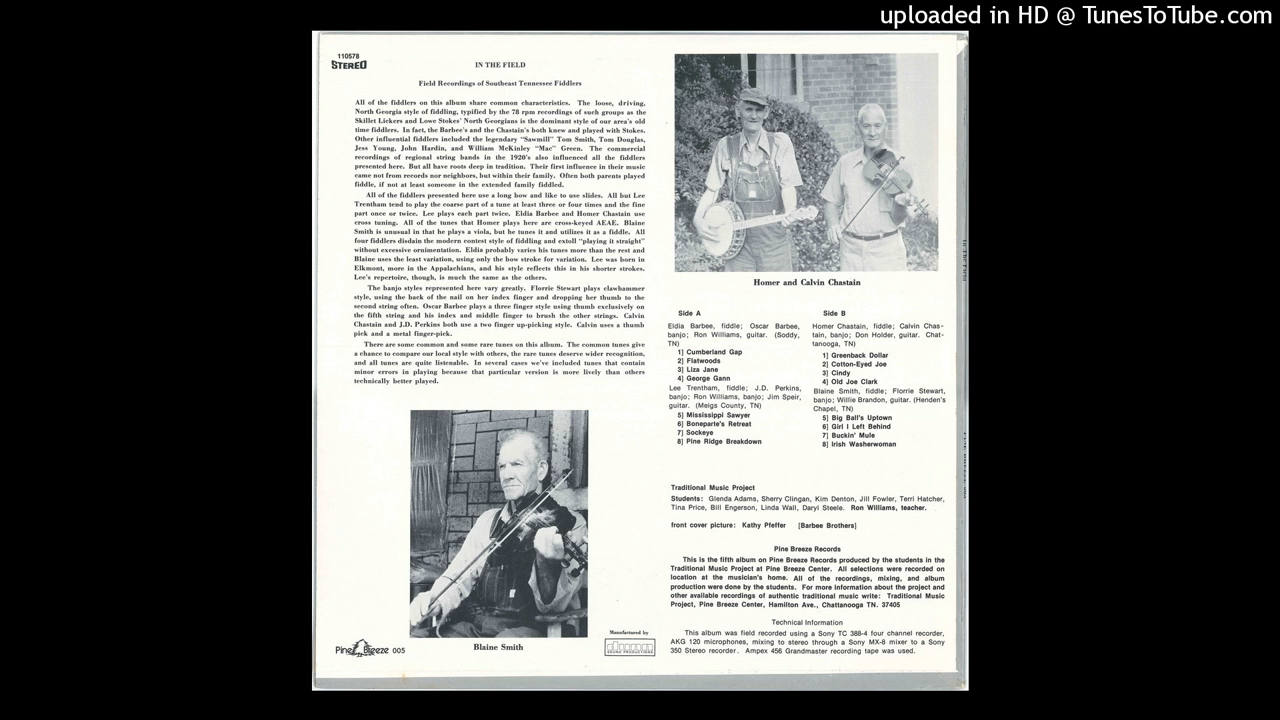 uploaded in HD @ TunesToTube.com
110578
STEREO
IN THE FIELD
Field Recordings of Southeast Tennessee Fiddlers
All of the fiddlers on this album share common characteristics. The loose, driving,
North Georgia style of fiddling, typified by the 78 rpm recordings of such groups as the
Skillet Lickers and Lowe Stokes' North Georgians is the dominant style of our area's old
time fiddlers. In fact, the Barbee's and the Chastain's both knew and played with Stokes.
Other influential fiddlers included the legendary "Sawmill" Tom Smith, Tom Douglas,
Jess Young, John Hardin, and William McKinley "Mac" Green. The commercial
recordings of regional string bands in the 1920's also influenced all the fiddlers
presented here. But all have roots deep in tradition. Their first influence in their music
came not from records nor neighbors, but within their family. Often both parents played
fiddle, if not at least someone in the extended family fiddled.
All of the fiddlers presented here use a long bow and like to use slides. All but Lee
Trentham tend to play the coarse part of a tune at least three or four times and the fine
part once or twice. Lee plays each part twice. Eldia Barbee and Homer Chastain use
cross tuning. All of the tunes that Homer plays here are cross-keyed AEAE. Blaine
Smith is unusual in that he plays a viola, but he tunes it and utilizes it as a fiddle. All
four fiddlers disdain the modern contest style of fiddling and extoll "playing it straight"
without excessive ornimentation. Eldia probably varies his tunes more than the rest and
Blaine uses the least variation, using only the bow stroke for variation. Lee was born in
Elkmont, more in the Appalachians, and his style reflects this in his shorter strokes.
Lee's repertoire, though, is much the same as the others.
The banjo styles represented here vary greatly. Florrie Stewart plays clawhammer
style, using the back of the nail on her index finger and dropping her thumb to the
second string often. Oscar Barbee plays a three finger style using thumb exclusively on
the fifth string and his index and middle finger to brush the other strings. Calvin
Chastain and J.D. Perkins both use a two finger up-picking style. Calvin uses a thumb
pick and a metal finger-pick.
There are some common and some rare tunes on this album. The common tunes give
a chance to compare our local style with others, the rare tunes deserve wider recognition,
and all tunes are quite listenable. In several cases we've included tunes that contain
minor errors in playing because that particular version is more lively than others
technically better played.
Blaine Smith
Pine Breeze 005
Manufactured by
SOUND PRODUCTIONS
Homer and Calvin Chastain
Side A
Eldia Barbee, fiddle; Oscar Barbee,
banjo; Ron Williams, guitar. (Soddy,
TN)
1] Cumberland Gap
2] Flatwoods
3] Liza Jane
4] George Gann
Lee Trentham, fiddle; J.D. Perkins,
banjo; Ron Williams, banjo; Jim Speir,
guitar. (Meigs County, TN)
5] Mississippi Sawyer
6] Boneparte's Retreat
7] Sockeye
8] Pine Ridge Breakdown
Side B
Homer Chastain, fiddle; Calvin Chas-
tain, banjo; Don Holder, guitar. Chat-
tanooga, TN)
1] Greenback Dollar
2] Cotton-Eyed Joe
3] Cindy
4] Old Joe Clark
Blaine Smith, fiddle; Florrie Stewart,
banjo; Willie Brandon, guitar. (Henden's
Chapel, TN)
5] Big Ball's Uptown
6] Girl I Left Behind
7] Buckin' Mule
8] Irish Washerwoman
Traditional Music Project
Students: Glenda Adams, Sherry Clingan, Kim Denton, Jill Fowler, Terri Hatcher,
Tina Price, Bill Engerson, Linda Wall, Daryl Steele. Ron Williams, teacher.
front cover picture: Kathy Pfeffer [Barbee Brothers]
Pine Breeze Records
This is the fifth album on Pine Breeze Records produced by the students in the
Traditional Music Project at Pine Breeze Center. All selections were recorded on
location at the musician's home. All of the recordings, mixing, and album
production were done by the students. For more information about the project and
other available recordings of authentic traditional music write: Traditional Music
Project, Pine Breeze Center, Hamilton Ave., Chattanooga TN. 37405
Technical Information
This album was field recorded using a Sony TC 388-4 four channel recorder,
AKG 120 microphones, mixing to stereo through a Sony MX-8 mixer to a Sony
350 Stereo recorder. Ampex 456 Grandmaster recording tape was used.